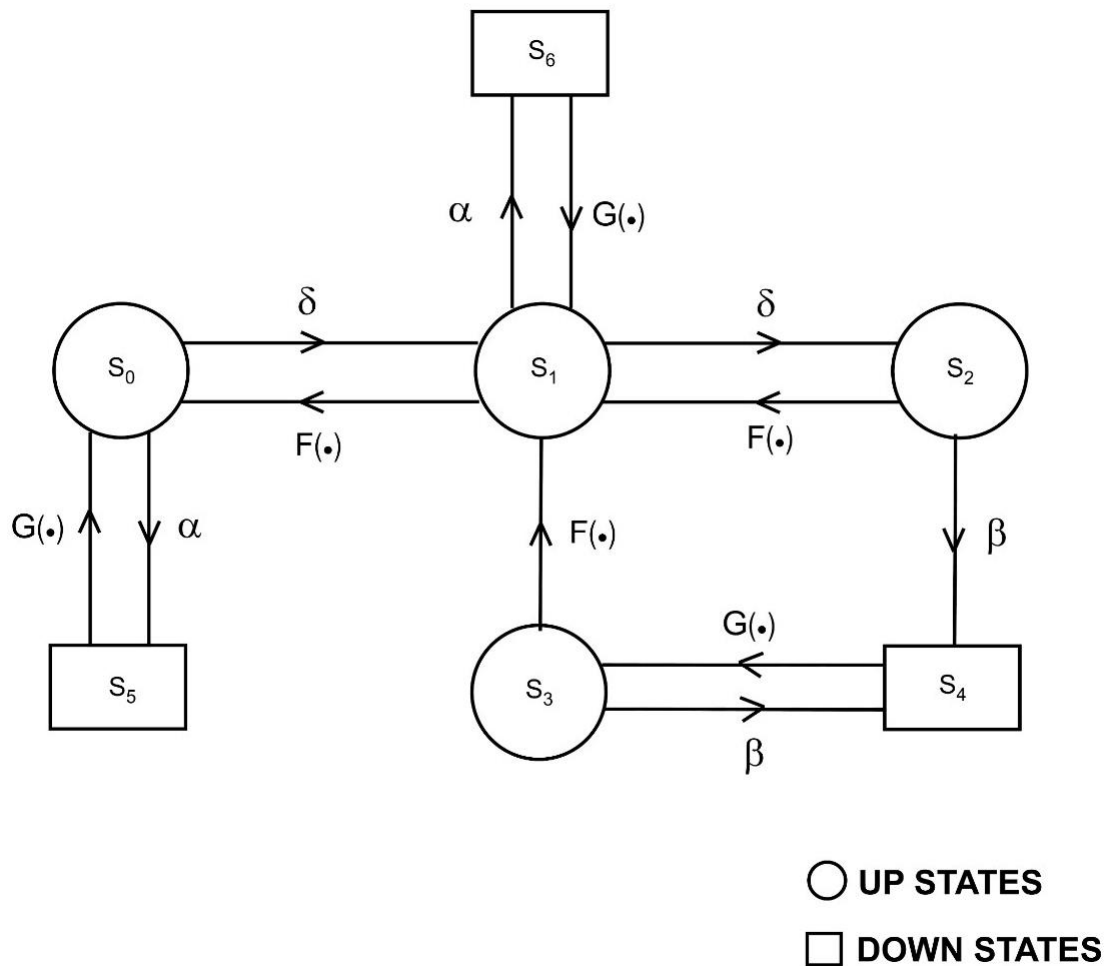 S₆
α
G(•)
δ
δ
S₀
S₁
S₂
F(•)
F(•)
G(•)
α
F(•)
β
G(•)
S₅
S₃
S₄
β
UP STATES
DOWN STATES